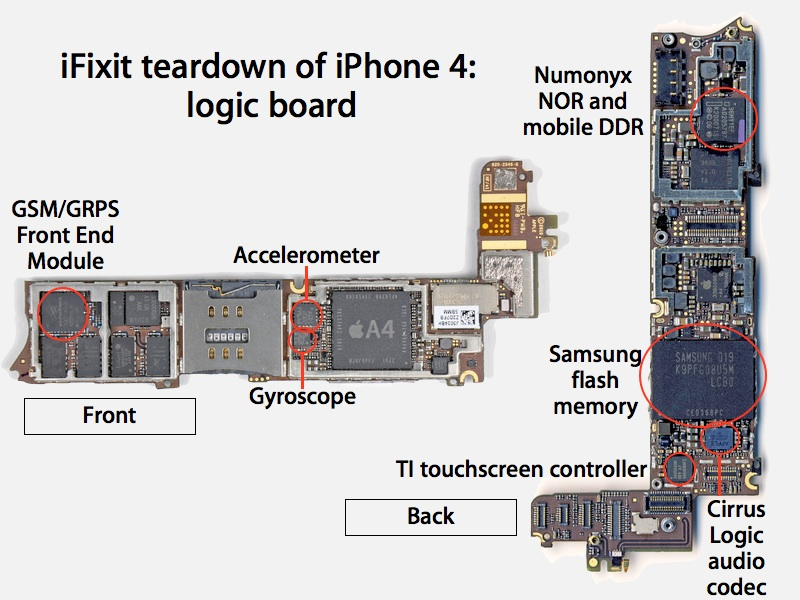 iFixit teardown of iPhone 4:
logic board
Numonyx
NOR and
mobile DDR
GSM/GRPS
Front End
Module
Accelerometer
A4
Gyroscope
Front
Samsung
flash
memory
SAMSUNG 019
K9PFG08U5M
LCB0
TI touchscreen controller
Back
Cirrus
Logic
audio
codec